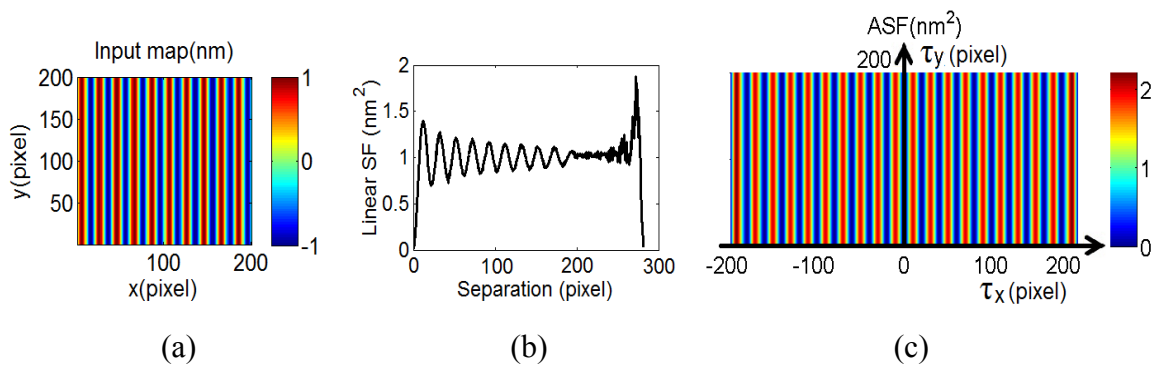 Input map(nm)
200
150
100
50
y(pixel)
100
200
x(pixel)
1
0
-1
(a)
2
1.5
1
0.5
0
Linear SF (nm²)
0
100
200
300
Separation (pixel)
(b)
ASF(nm²)
200
τy (pixel)
-200
-100
0
100
200
τx (pixel)
2
1
0
(c)